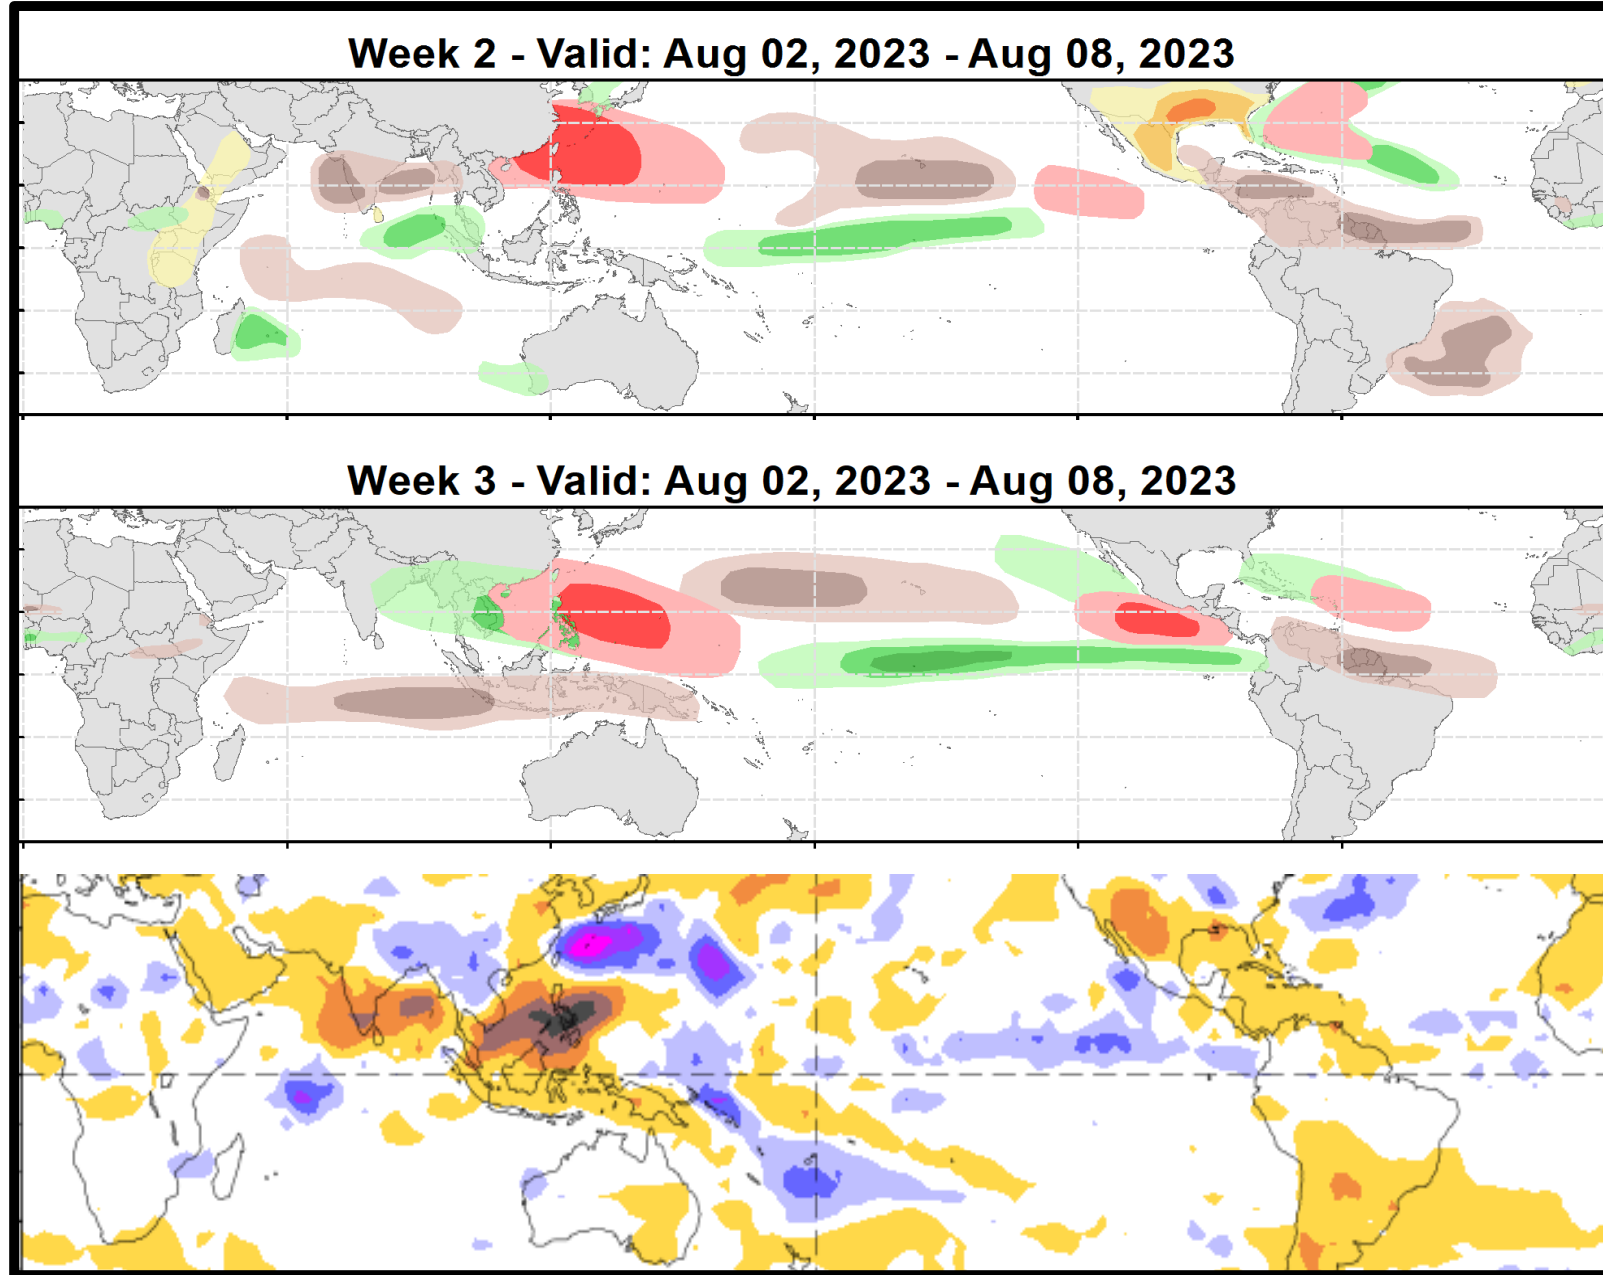 Week 2 - Valid: Aug 02, 2023 - Aug 08, 2023
Week 3 - Valid: Aug 02, 2023 - Aug 08, 2023